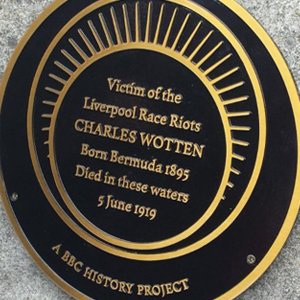 Victim of the
Liverpool Race Riots
CHARLES WOTTEN
Born Bermuda 1895
Died in these waters
5 June 1919
A BBC HISTORY PROJECT